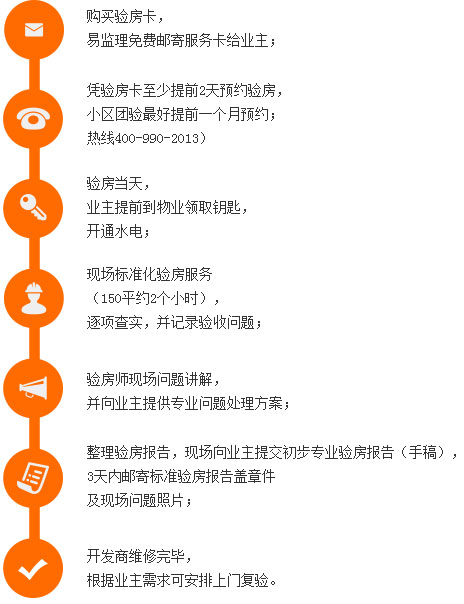 购买验房卡，
易监理免费邮寄服务卡给业主；
凭验房卡至少提前2天预约验房，
小区团验最好提前一个月预约；
热线400-990-2013）
验房当天，
业主提前到物业领取钥匙，
开通水电；
现场标准化验房服务
（150平约2个小时），
逐项查实，并记录验收问题；
验房师现场问题讲解，
并向业主提供专业问题处理方案；
整理验房报告，现场向业主提交初步专业验房报告（手稿），
3天内邮寄标准验房报告盖章件
及现场问题照片；
开发商维修完毕，
根据业主需求可安排上门复验。